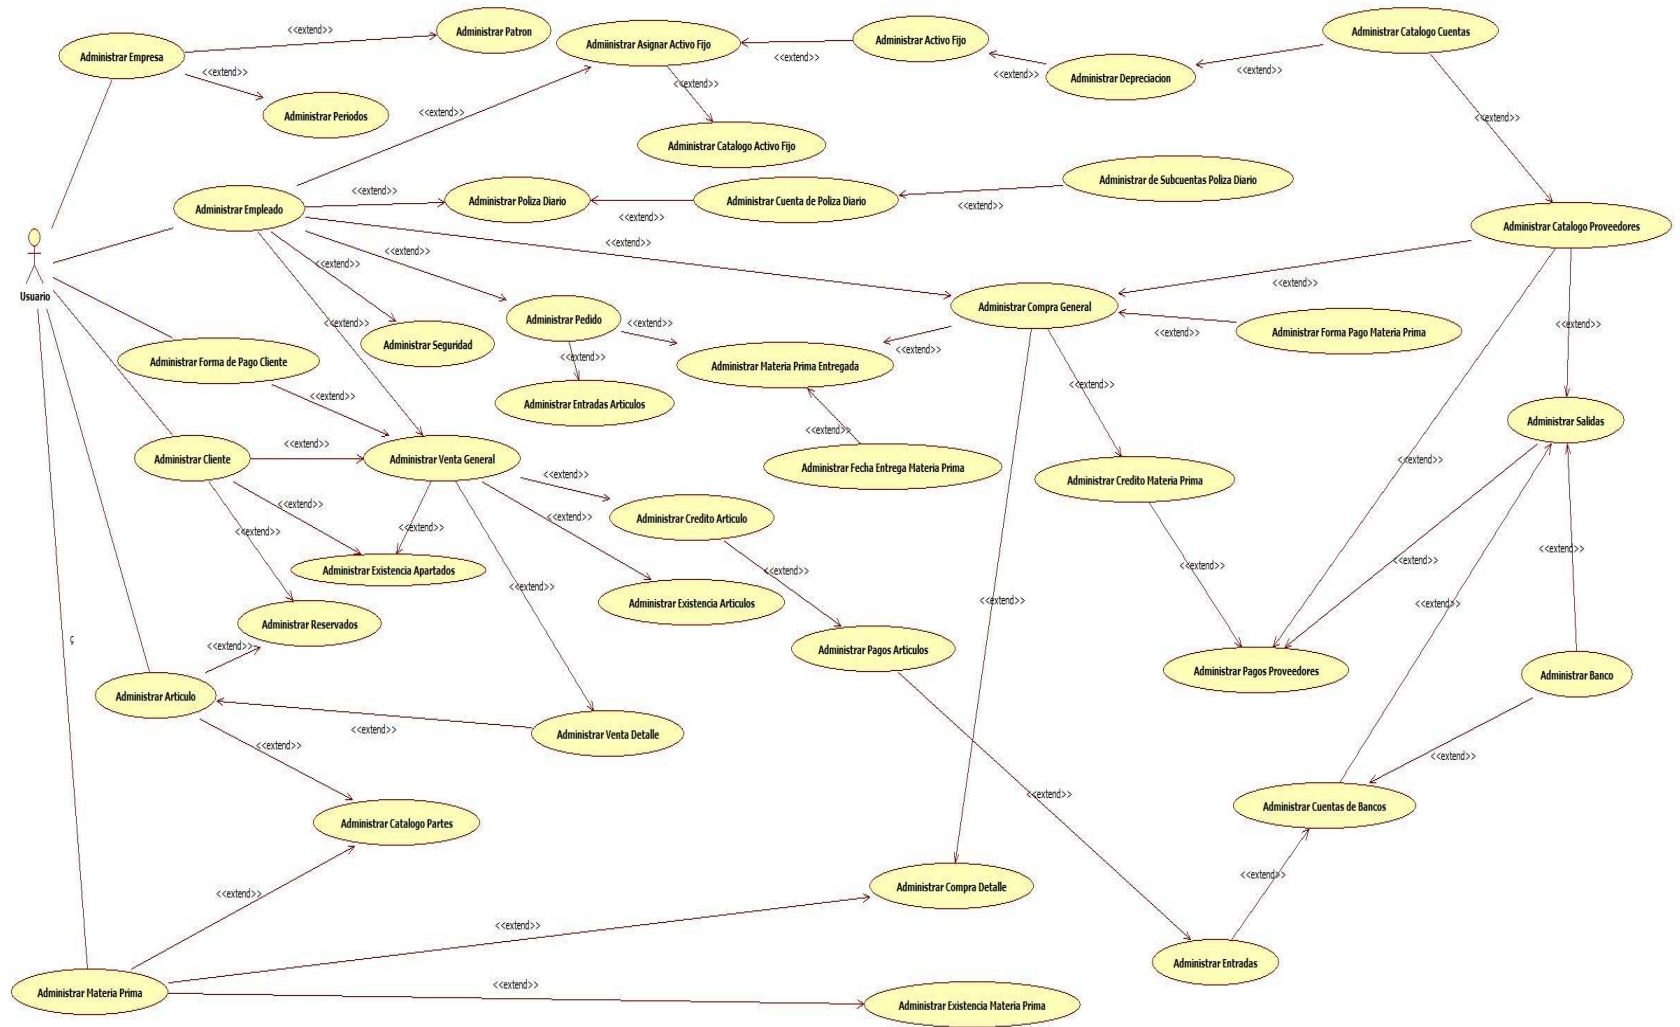 Administrar Empresa
<<extend>>
Administrar Patron
<<extend>>
Administrar Periodos
Admiinistrar Asignar Activo Fijo
<<extend>>
Administrar Activo Fijo
<<extend>>
Administrar Depreciacion
<<extend>>
Administrar Catalogo Cuentas
<<extend>>
<<extend>>
Administrar Catalogo Activo Fijo
<<extend>>
Administrar Empleado
<<extend>>
Administrar Poliza Diario
<<extend>>
Administrar Cuenta de Poliza Diario
<<extend>>
Administrar de Subcuentas Poliza Diario
Administrar Catalogo Proveedores
<<extend>>
<<extend>>
<<extend>>
<<extend>>
<<extend>>
Usuario
Administrar Pedido
<<extend>>
Administrar Compra General
<<extend>>
Administrar Forma Pago Materia Prima
<<extend>>
Administrar Seguridad
<<extend>>
Administrar Forma de Pago Cliente
<<extend>>
Administrar Materia Prima Entregada
<<extend>>
<<extend>>
Administrar Entradas Articulos
<<extend>>
Administrar Salidas
<<extend>>
Administrar Cliente
<<extend>>
Administrar Venta General
Administrar Fecha Entrega Materia Prima
<<extend>>
Administrar Credito Materia Prima
<<extend>>
<<extend>>
<<extend>>
<<extend>>
<<extend>>
Administrar Credito Articulo
<<extend>>
<<extend>>
Administrar Existencia Apartados
<<extend>>
<<extend>>
<<extend>>
<<extend>>
<<extend>>
Administrar Existencia Articulos
<<extend>>
Administrar Reservados
ç
<<extend>>
Administrar Pagos Articulos
Administrar Pagos Proveedores
Administrar Banco
Administrar Articulo
<<extend>>
Administrar Venta Detalle
<<extend>>
<<extend>>
<<extend>>
Administrar Cuentas de Bancos
Administrar Catalogo Partes
<<extend>>
<<extend>>
Administrar Compra Detalle
<<extend>>
Administrar Entradas
Administrar Materia Prima
<<extend>>
Administrar Existencia Materia Prima